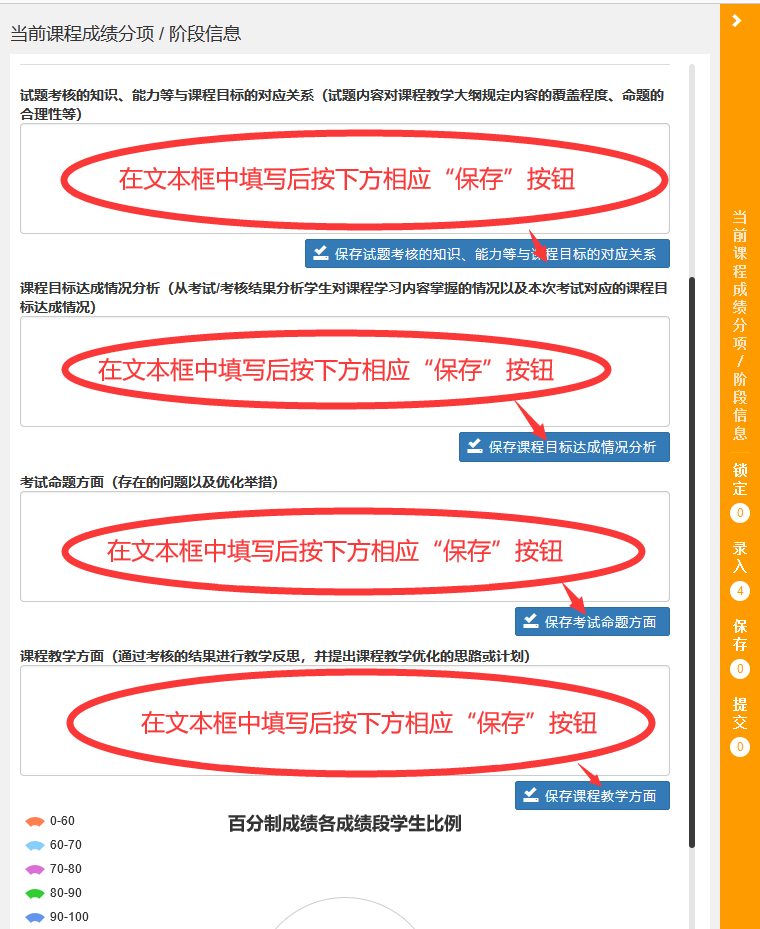 当前课程成绩分项 / 阶段信息
试题考核的知识、能力等与课程目标的对应关系（试题内容对课程教学大纲规定内容的覆盖程度、命题的
合理性等）
在文本框中填写后按下方相应“保存”按钮
保存试题考核的知识、能力等与课程目标的对应关系
课程目标达成情况分析（从考试/考核结果分析学生对课程学习内容掌握的情况以及本次考试对应的课程目
标达成情况）
在文本框中填写后按下方相应“保存”按钮
保存课程目标达成情况分析
考试命题方面（存在的问题以及优化举措）
在文本框中填写后按下方相应“保存”按钮
保存考试命题方面
课程教学方面（通过考核的结果进行教学反思，并提出课程教学优化的思路或计划）
在文本框中填写后按下方相应“保存”按钮
保存课程教学方面
百分制成绩各成绩段学生比例
0-60
60-70
70-80
80-90
90-100
当前课程成绩分项/阶段信息
锁定
0
录入
4
保存
0
提交
0